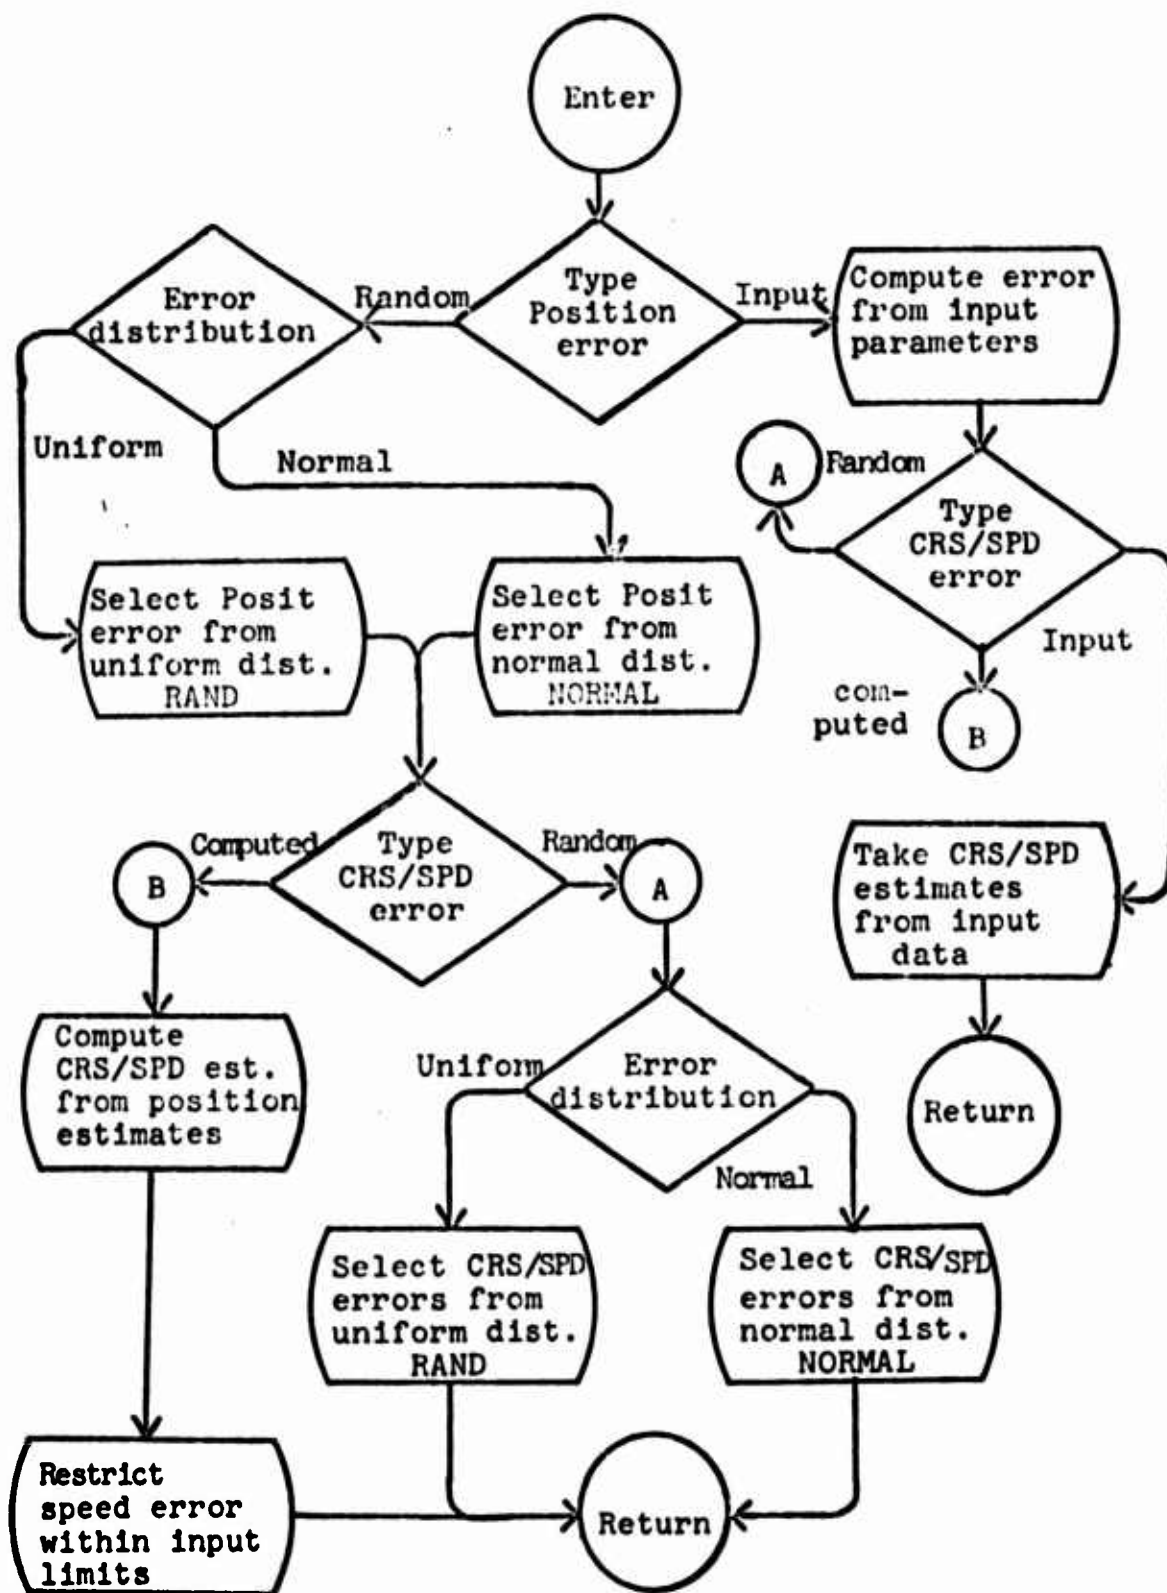 Enter
Type
Position
error
Random
Input
Error
distribution
Compute error
from input
parameters
Uniform
Normal
A
Random
Type
CRS/SPD
error
Input
com-
puted
B
Select Posit
error from
uniform dist.
RAND
Select Posit
error from
normal dist.
NORMAL
Type
CRS/SPD
error
Computed
Random
B
A
Take CRS/SPD
estimates
from input
data
Return
Compute
CRS/SPD est.
from position
estimates
Error
distribution
Uniform
Normal
Select CRS/SPD
errors from
uniform dist.
RAND
Select CRS/SPD
errors from
normal dist.
NORMAL
Restrict
speed error
within input
limits
Return